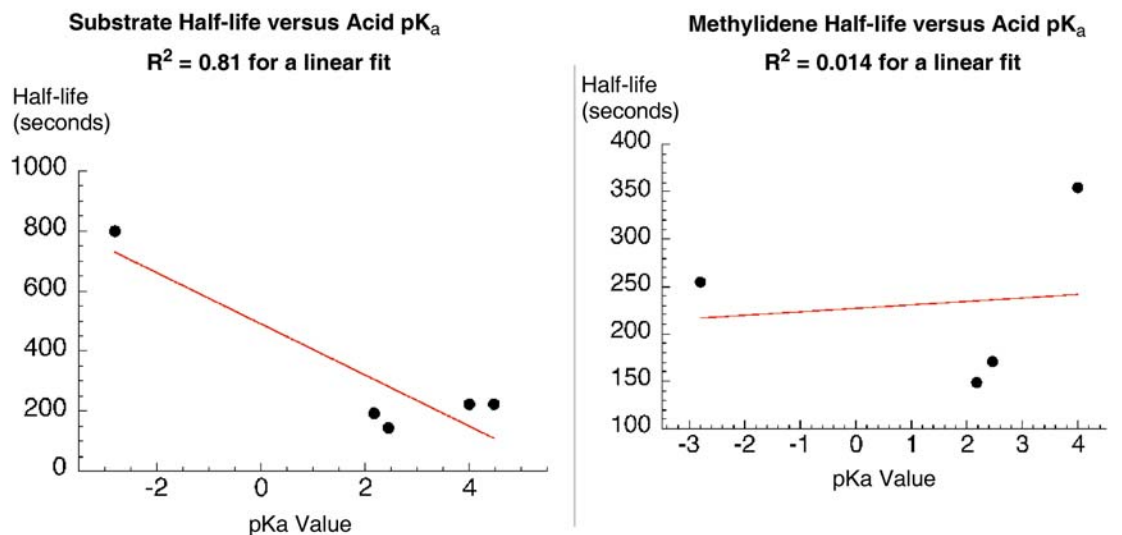 Substrate Half-life versus Acid pKa
R2 = 0.81 for a linear fit
Half-life
(seconds)
1000
800
600
400
200
0
-2 0 2 4
pKa Value
Methylidene Half-life versus Acid pKa
R2 = 0.014 for a linear fit
Half-life
(seconds)
400
350
300
250
200
150
100
-3 -2 -1 0 1 2 3 4
pKa Value